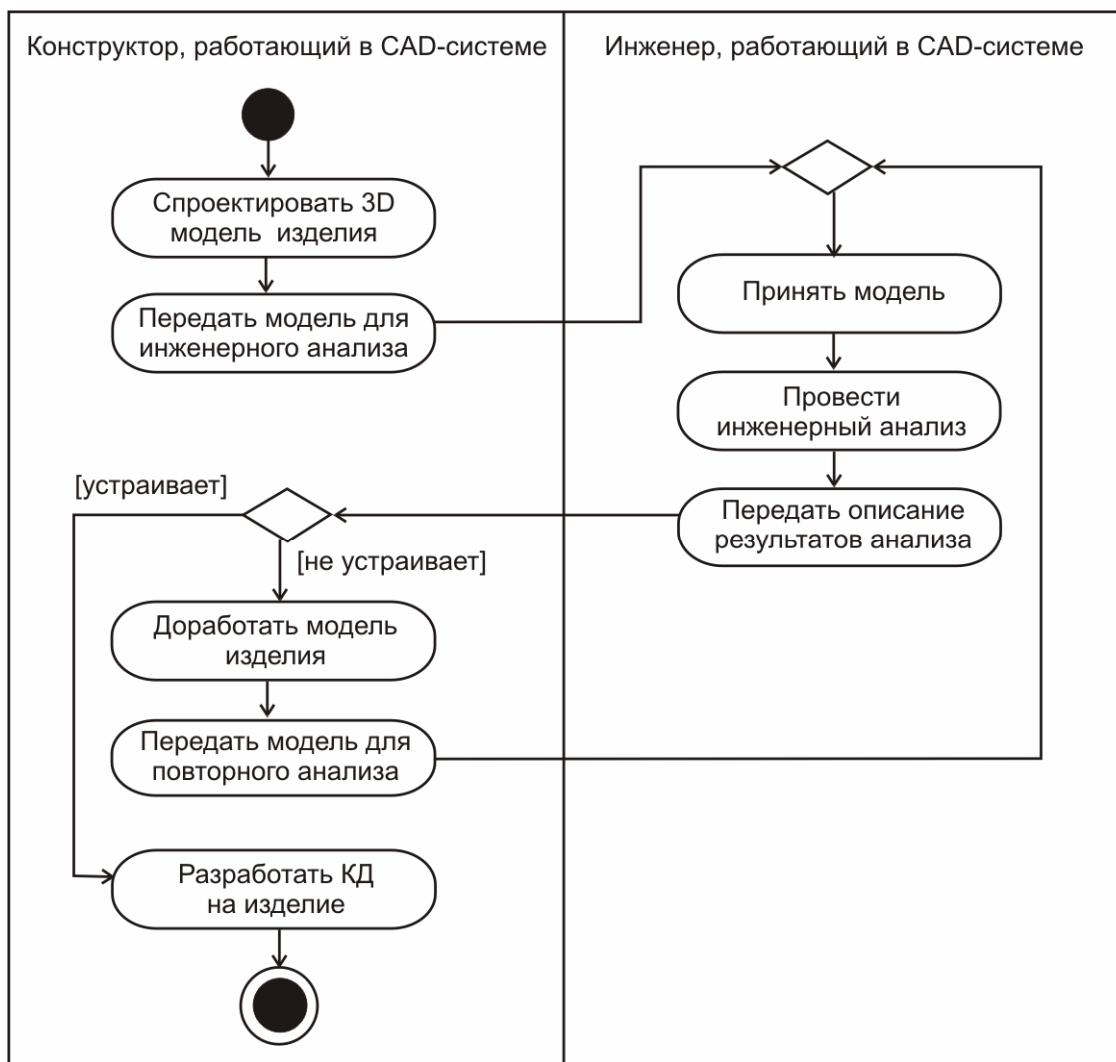 Конструктор, работающий в CAD-системе
Инженер, работающий в CAD-системе
Спроектировать 3D
модель изделия
Передать модель для
инженерного анализа
Принять модель
Провести
инженерный анализ
Передать описание
результатов анализа
[устраивает]
[не устраивает]
Доработать модель
изделия
Передать модель для
повторного анализа
Разработать КД
на изделие